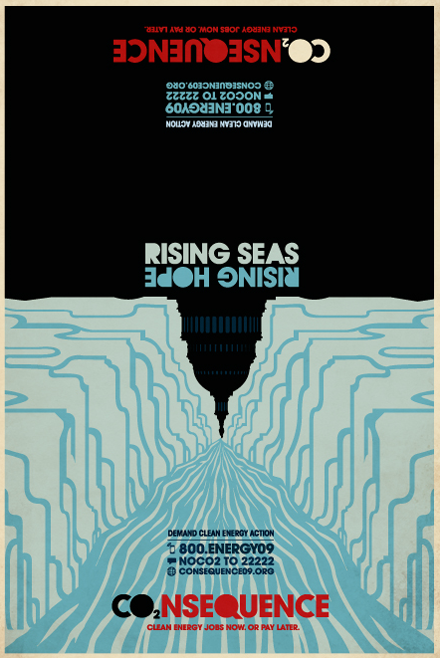 CLEAN ENERGY JOBS NOW. OR PAY LATER.
CO2NSEQUENCE
CONSEQUENCE09.ORG
NOCO2 TO 22222
800.ENERGY09
DEMAND CLEAN ENERGY ACTION
RISING SEAS
RISING HOPE
DEMAND CLEAN ENERGY ACTION
800.ENERGY09
NOCO2 TO 22222
CONSEQUENCE09.ORG
CO2NSEQUENCE
CLEAN ENERGY JOBS NOW. OR PAY LATER.